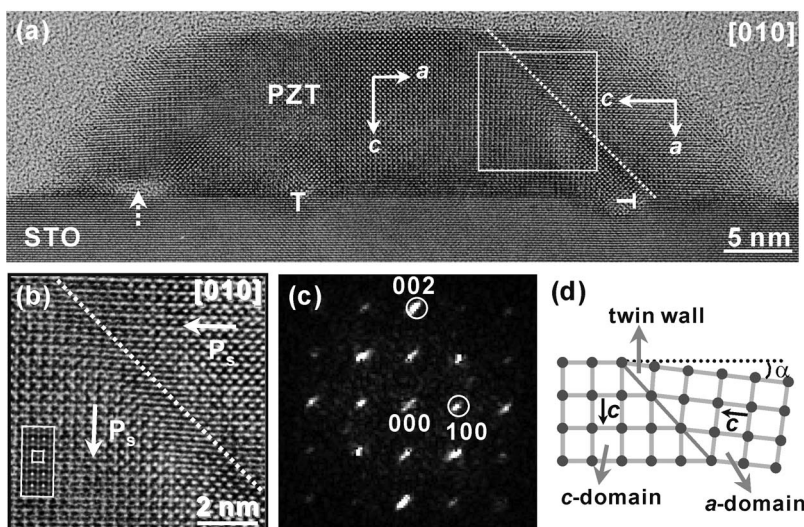 (a)
[010]
PZT
a
c
c
a
T
T
STO
5 nm
(b)
[010]
Ps
Ps
2 nm
(c)
002
000
100
(d)
twin wall
α
c
c
c-domain
a-domain